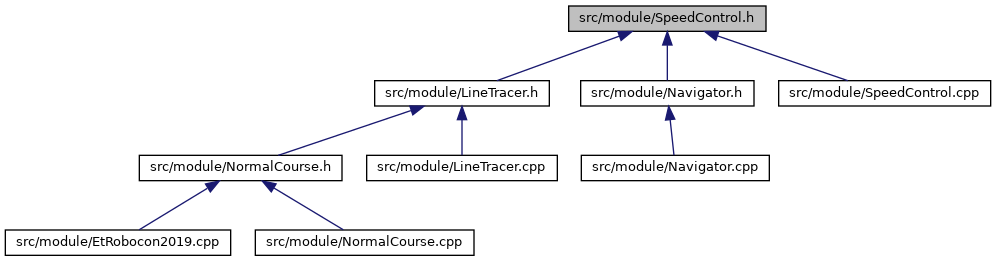 src/module/SpeedControl.h
src/module/LineTracer.h
src/module/Navigator.h
src/module/SpeedControl.cpp
src/module/NormalCourse.h
src/module/LineTracer.cpp
src/module/Navigator.cpp
src/module/EtRobocon2019.cpp
src/module/NormalCourse.cpp